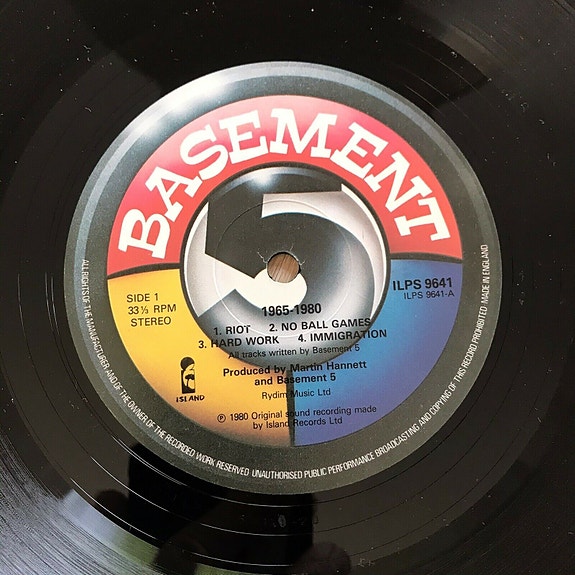 BASEMENT
5
SIDE 1
33⅓ RPM
STEREO
ILPS 9641
ILPS 9641-A
1965-1980
1. RIOT 2. NO BALL GAMES
3. HARD WORK 4. IMMIGRATION
All tracks written by Basement 5
Produced by Martin Hannett
and Basement 5
Rydim Music Ltd
ISLAND
℗ 1980 Original sound recording made
by Island Records Ltd
ALL RIGHTS OF THE MANUFACTURER AND OF THE OWNER OF THE RECORDED WORK RESERVED UNAUTHORISED PUBLIC PERFORMANCE BROADCASTING AND COPYING OF THIS RECORD PROHIBITED MADE IN ENGLAND